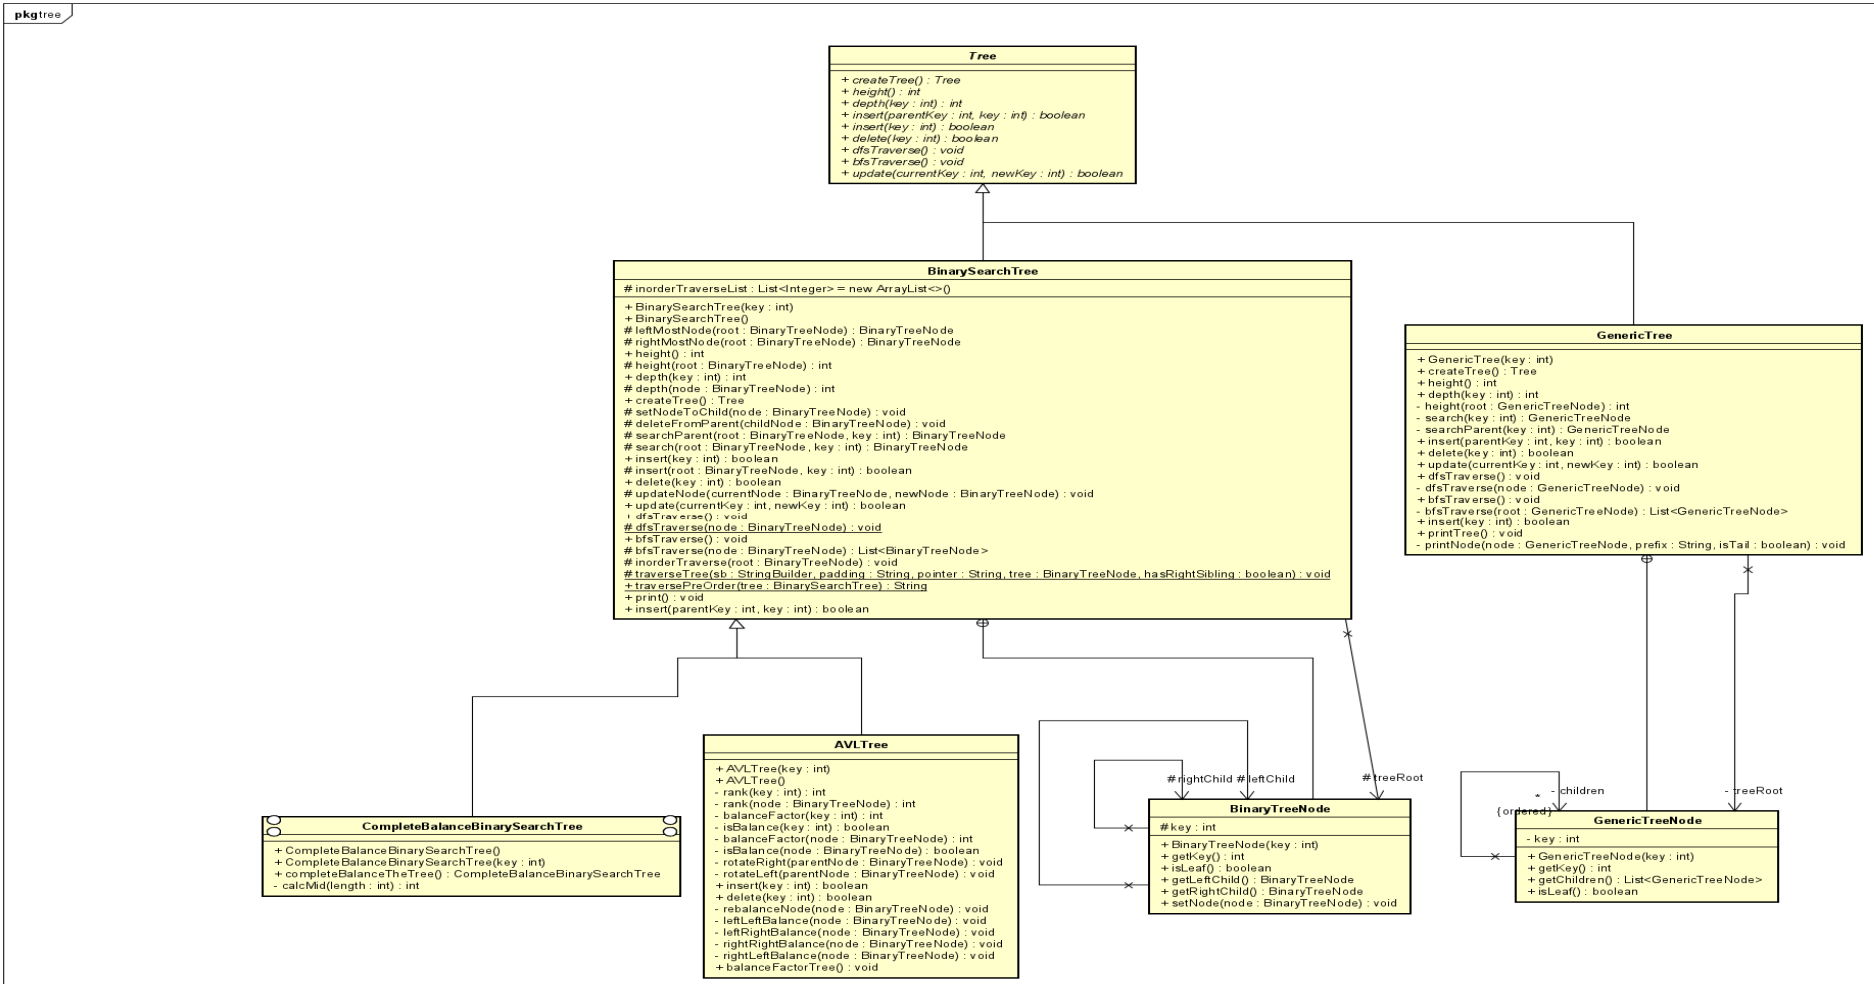 pkg tree
Tree
+ createTree() : Tree
+ height() : int
+ depth(key : int) : int
+ insert(parentKey : int, key : int) : boolean
+ insert(key : int) : boolean
+ delete(key : int) : boolean
+ dfsTraverse() : void
+ bfsTraverse() : void
+ update(currentKey : int, newKey : int) : boolean
BinarySearchTree
# inorderTraverseList : List<Integer> = new ArrayList<>()
+ BinarySearchTree(key : int)
+ BinarySearchTree()
# leftMostNode(root : BinaryTreeNode) : BinaryTreeNode
# rightMostNode(root : BinaryTreeNode) : BinaryTreeNode
+ height() : int
# height(root : BinaryTreeNode) : int
+ depth(key : int) : int
# depth(node : BinaryTreeNode) : int
+ createTree() : Tree
# setNodeToChild(node : BinaryTreeNode) : void
# deleteFromParent(childNode : BinaryTreeNode) : void
# searchParent(root : BinaryTreeNode, key : int) : BinaryTreeNode
# search(root : BinaryTreeNode, key : int) : BinaryTreeNode
+ insert(key : int) : boolean
# insert(root : BinaryTreeNode, key : int) : boolean
+ delete(key : int) : boolean
# updateNode(currentNode : BinaryTreeNode, newNode : BinaryTreeNode) : void
+ update(currentKey : int, newKey : int) : boolean
+ dfsTraverse() : void
# dfsTraverse(node : BinaryTreeNode) : void
+ bfsTraverse() : void
# bfsTraverse(node : BinaryTreeNode) : List<BinaryTreeNode>
# inorderTraverse(root : BinaryTreeNode) : void
# traverseTree(sb : StringBuilder, padding : String, pointer : String, tree : BinaryTreeNode, hasRightSibling : boolean) : void
+ traversePreOrder(tree : BinarySearchTree) : String
+ print() : void
+ insert(parentKey : int, key : int) : boolean
GenericTree
+ GenericTree(key : int)
+ createTree() : Tree
+ height() : int
+ depth(key : int) : int
- height(root : GenericTreeNode) : int
- search(key : int) : GenericTreeNode
- searchParent(key : int) : GenericTreeNode
+ insert(parentKey : int, key : int) : boolean
+ delete(key : int) : boolean
+ update(currentKey : int, newKey : int) : boolean
+ dfsTraverse() : void
- dfsTraverse(node : GenericTreeNode) : void
+ bfsTraverse() : void
- bfsTraverse(root : GenericTreeNode) : List<GenericTreeNode>
+ insert(key : int) : boolean
+ printTree() : void
- printNode(node : GenericTreeNode, prefix : String, isTail : boolean) : void
CompleteBalanceBinarySearchTree
+ CompleteBalanceBinarySearchTree()
+ CompleteBalanceBinarySearchTree(key : int)
+ completeBalanceTheTree() : CompleteBalanceBinarySearchTree
- calcMid(length : int) : int
AVLTree
+ AVLTree(key : int)
+ AVLTree()
- rank(key : int) : int
- rank(node : BinaryTreeNode) : int
- balanceFactor(key : int) : int
- isBalance(key : int) : boolean
- balanceFactor(node : BinaryTreeNode) : int
- isBalance(node : BinaryTreeNode) : boolean
- rotateRight(parentNode : BinaryTreeNode) : void
- rotateLeft(parentNode : BinaryTreeNode) : void
+ insert(key : int) : boolean
+ delete(key : int) : boolean
- rebalanceNode(node : BinaryTreeNode) : void
- leftLeftBalance(node : BinaryTreeNode) : void
- leftRightBalance(node : BinaryTreeNode) : void
- rightRightBalance(node : BinaryTreeNode) : void
- rightLeftBalance(node : BinaryTreeNode) : void
+ balanceFactorTree() : void
# rightChild # leftChild
# treeRoot
BinaryTreeNode
# key : int
+ BinaryTreeNode(key : int)
+ getKey() : int
+ isLeaf() : boolean
+ getLeftChild() : BinaryTreeNode
+ getRightChild() : BinaryTreeNode
+ setNode(node : BinaryTreeNode) : void
- children
*
{ordered}
- treeRoot
GenericTreeNode
- key : int
+ GenericTreeNode(key : int)
+ getKey() : int
+ getChildren() : List<GenericTreeNode>
+ isLeaf() : boolean